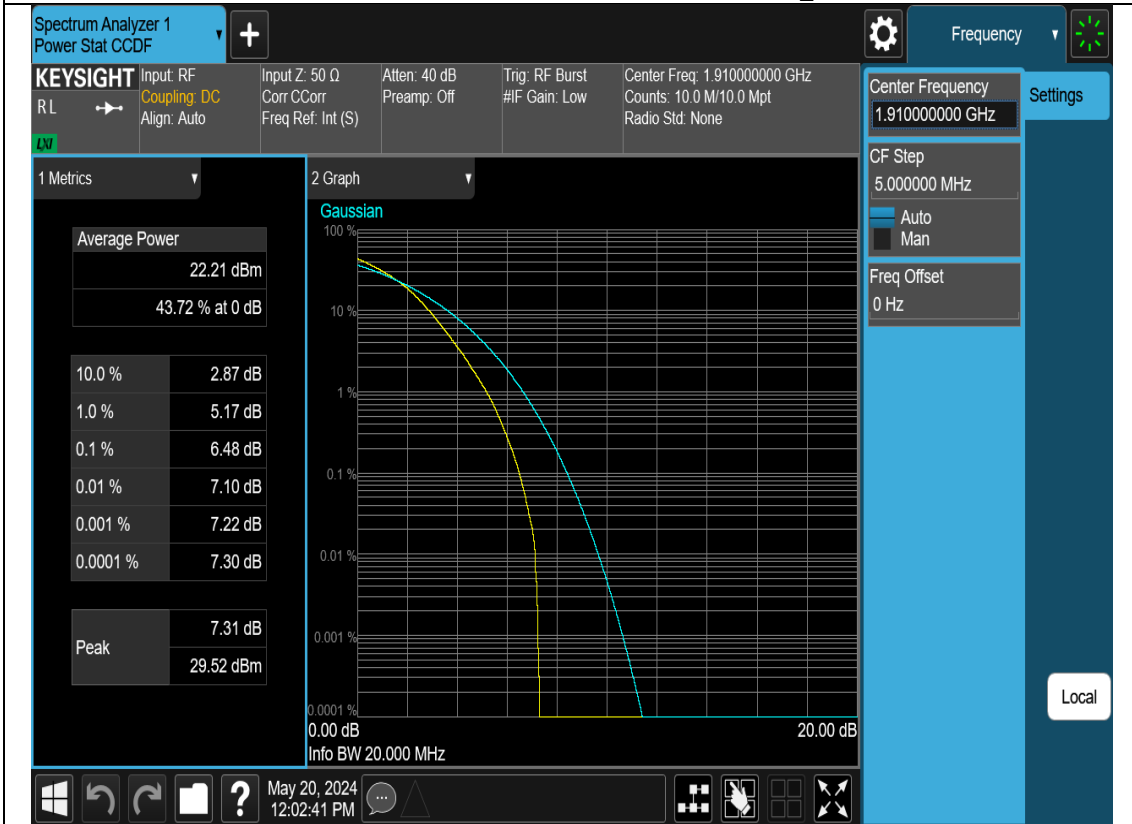 Spectrum Analyzer 1
Power Stat CCDF
Frequency
KEYSIGHT
RL
LXI
Input: RF
Coupling: DC
Align: Auto
Input Z: 50 Ω
Corr CCorr
Freq Ref: Int (S)
Atten: 40 dB
Preamp: Off
Trig: RF Burst
#IF Gain: Low
Center Freq: 1.910000000 GHz
Counts: 10.0 M/10.0 Mpt
Radio Std: None
Center Frequency
1.910000000 GHz
Settings
CF Step
5.000000 MHz
Auto
Man
Freq Offset
0 Hz
1 Metrics
Average Power
22.21 dBm
43.72 % at 0 dB
10.0 % 2.87 dB
1.0 % 5.17 dB
0.1 % 6.48 dB
0.01 % 7.10 dB
0.001 % 7.22 dB
0.0001 % 7.30 dB
Peak 7.31 dB
29.52 dBm
2 Graph
Gaussian
100 %
10 %
1 %
0.1 %
0.01 %
0.001 %
0.0001 %
0.00 dB 20.00 dB
Info BW 20.000 MHz
Local
?
May 20, 2024
12:02:41 PM